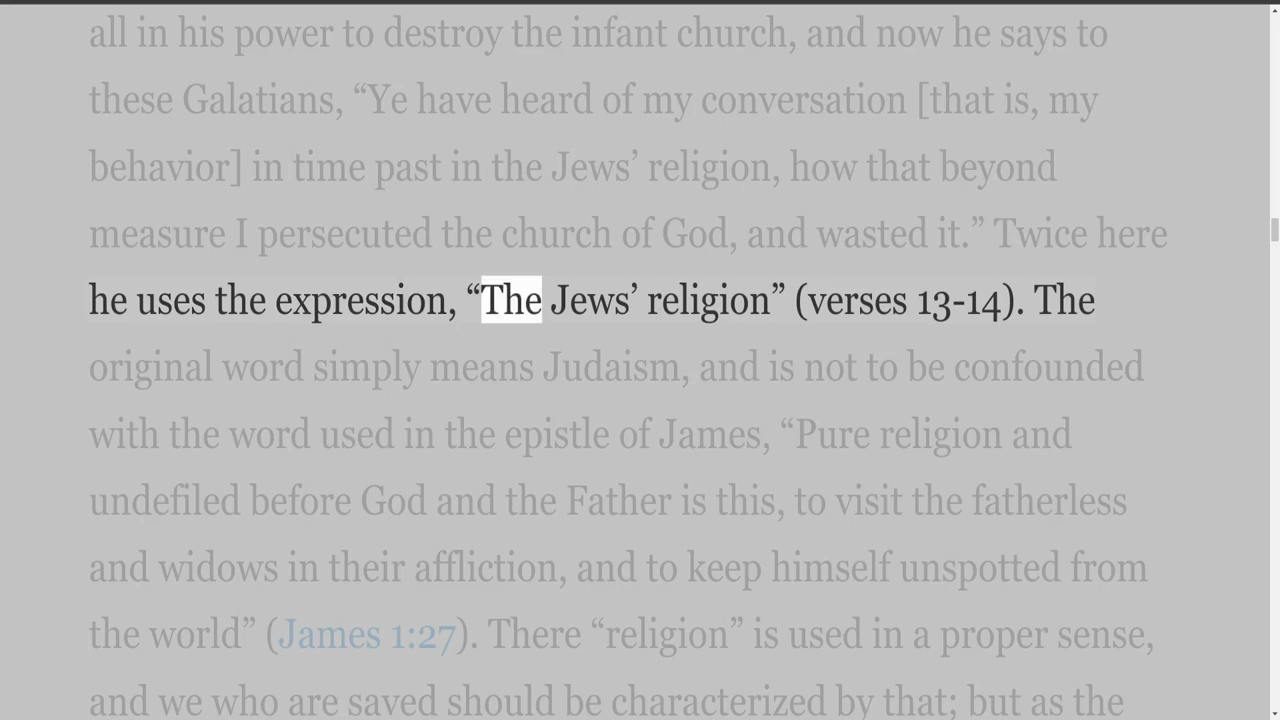 all in his power to destroy the infant church, and now he says to
these Galatians, “Ye have heard of my conversation [that is, my
behavior] in time past in the Jews’ religion, how that beyond
measure I persecuted the church of God, and wasted it.” Twice here
he uses the expression, “The Jews’ religion” (verses 13-14). The
original word simply means Judaism, and is not to be confounded
with the word used in the epistle of James, “Pure religion and
undefiled before God and the Father is this, to visit the fatherless
and widows in their affliction, and to keep himself unspotted from
the world” (James 1:27). There “religion” is used in a proper sense,
and we who are saved should be characterized by that; but as the